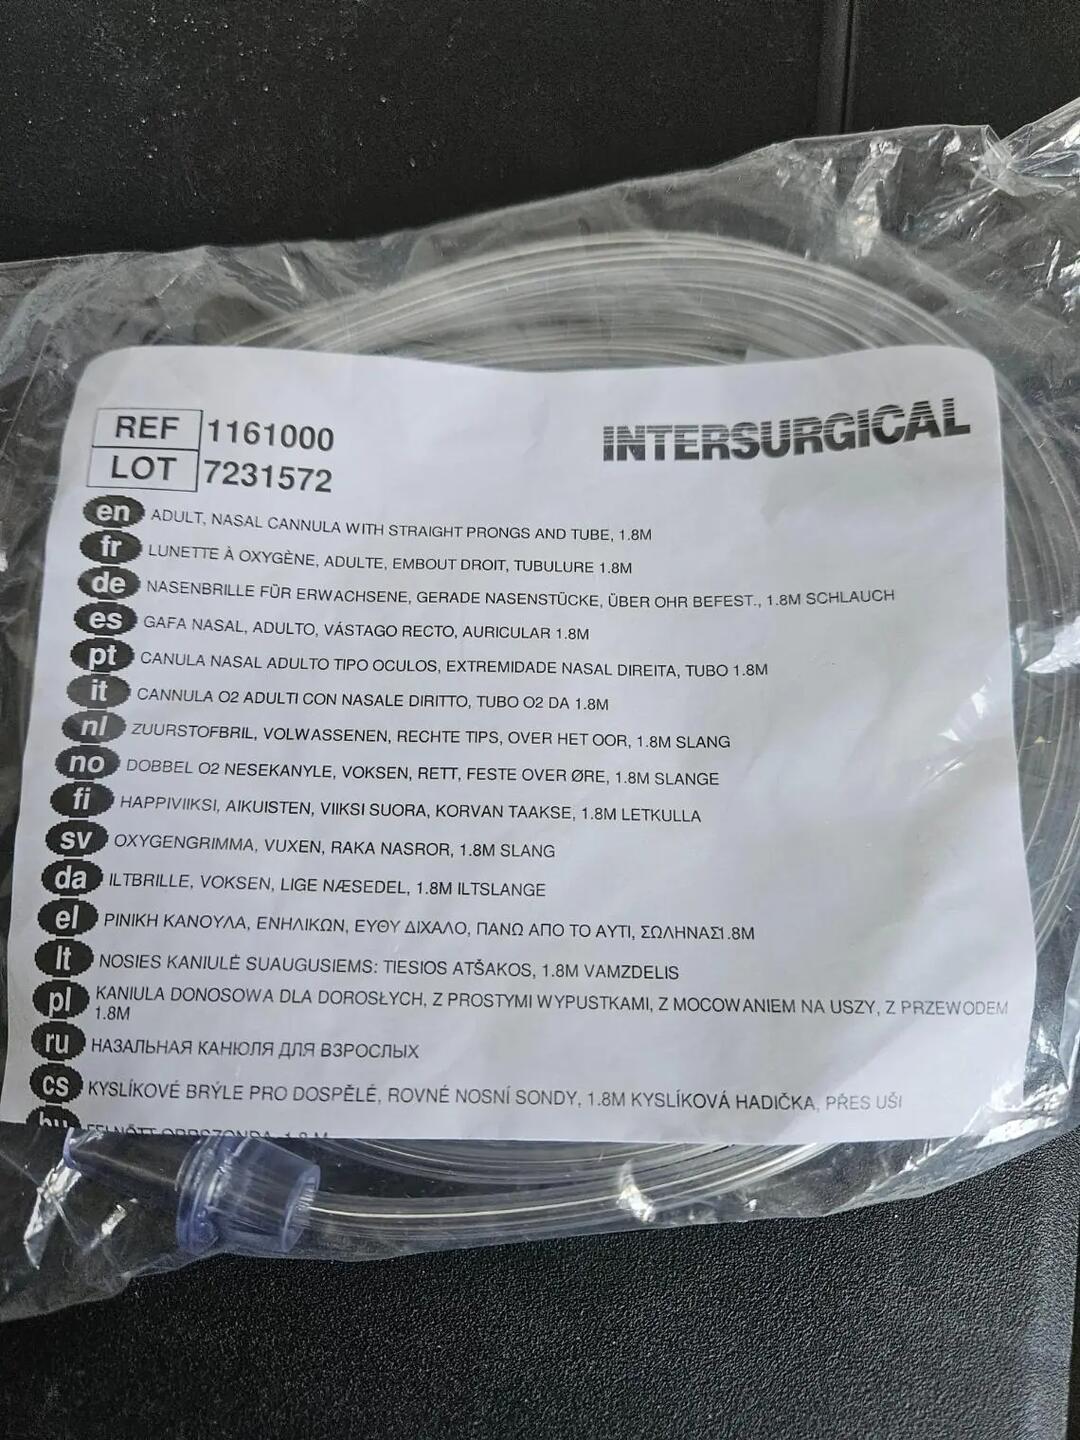 REF 1161000
LOT 7231572
INTERSURGICAL
en ADULT, NASAL CANNULA WITH STRAIGHT PRONGS AND TUBE, 1.8M
fr LUNETTE À OXYGÈNE, ADULTE, EMBOUT DROIT, TUBULURE 1.8M
de NASENBRILLE FÜR ERWACHSENE, GERADE NASENSTÜCKE, ÜBER OHR BEFEST., 1.8M SCHLAUCH
es GAFA NASAL, ADULTO, VÁSTAGO RECTO, AURICULAR 1.8M
pt CANULA NASAL ADULTO TIPO OCULOS, EXTREMIDADE NASAL DIREITA, TUBO 1.8M
it CANNULA O2 ADULTI CON NASALE DIRITTO, TUBO O2 DA 1.8M
nl ZUURSTOFBRIL, VOLWASSENEN, RECHTE TIPS, OVER HET OOR, 1.8M SLANG
no DOBBEL O2 NESEKANYLE, VOKSEN, RETT, FESTE OVER ØRE, 1.8M SLANGE
fi HAPPIVIIKSI, AIKUISTEN, VIIKSI SUORA, KORVAN TAAKSE, 1.8M LETKULLA
sv OXYGENGRIMMA, VUXEN, RAKA NASROR, 1.8M SLANG
da ILTBRILLE, VOKSEN, LIGE NÆSEDEL, 1.8M ILTSLANGE
el ΡΙΝΙΚΗ ΚΑΝΟΥΛΑ, ΕΝΗΛΙΚΩΝ, ΕΥΘΥ ΔΙΧΑΛΟ, ΠΑΝΩ ΑΠΟ ΤΟ ΑΥΤΙ, ΣΩΛΗΝΑΣ1.8M
lt NOSIES KANIULĖ SUAUGUSIEMS: TIESIOS ATŠAKOS, 1.8M VAMZDELIS
pl KANIULA DONOSOWA DLA DOROSŁYCH, Z PROSTYMI WYPUSTKAMI, Z MOCOWANIEM NA USZY, Z PRZEWODEM
1.8M
ru НАЗАЛЬНАЯ КАНЮЛЯ ДЛЯ ВЗРОСЛЫХ
cs KYSLÍKOVÉ BRÝLE PRO DOSPĚLÉ, ROVNÉ NOSNÍ SONDY, 1.8M KYSLÍKOVÁ HADIČKA, PŘES UŠI
hu FELNŐTT ORRSZONDA, 1.8 M